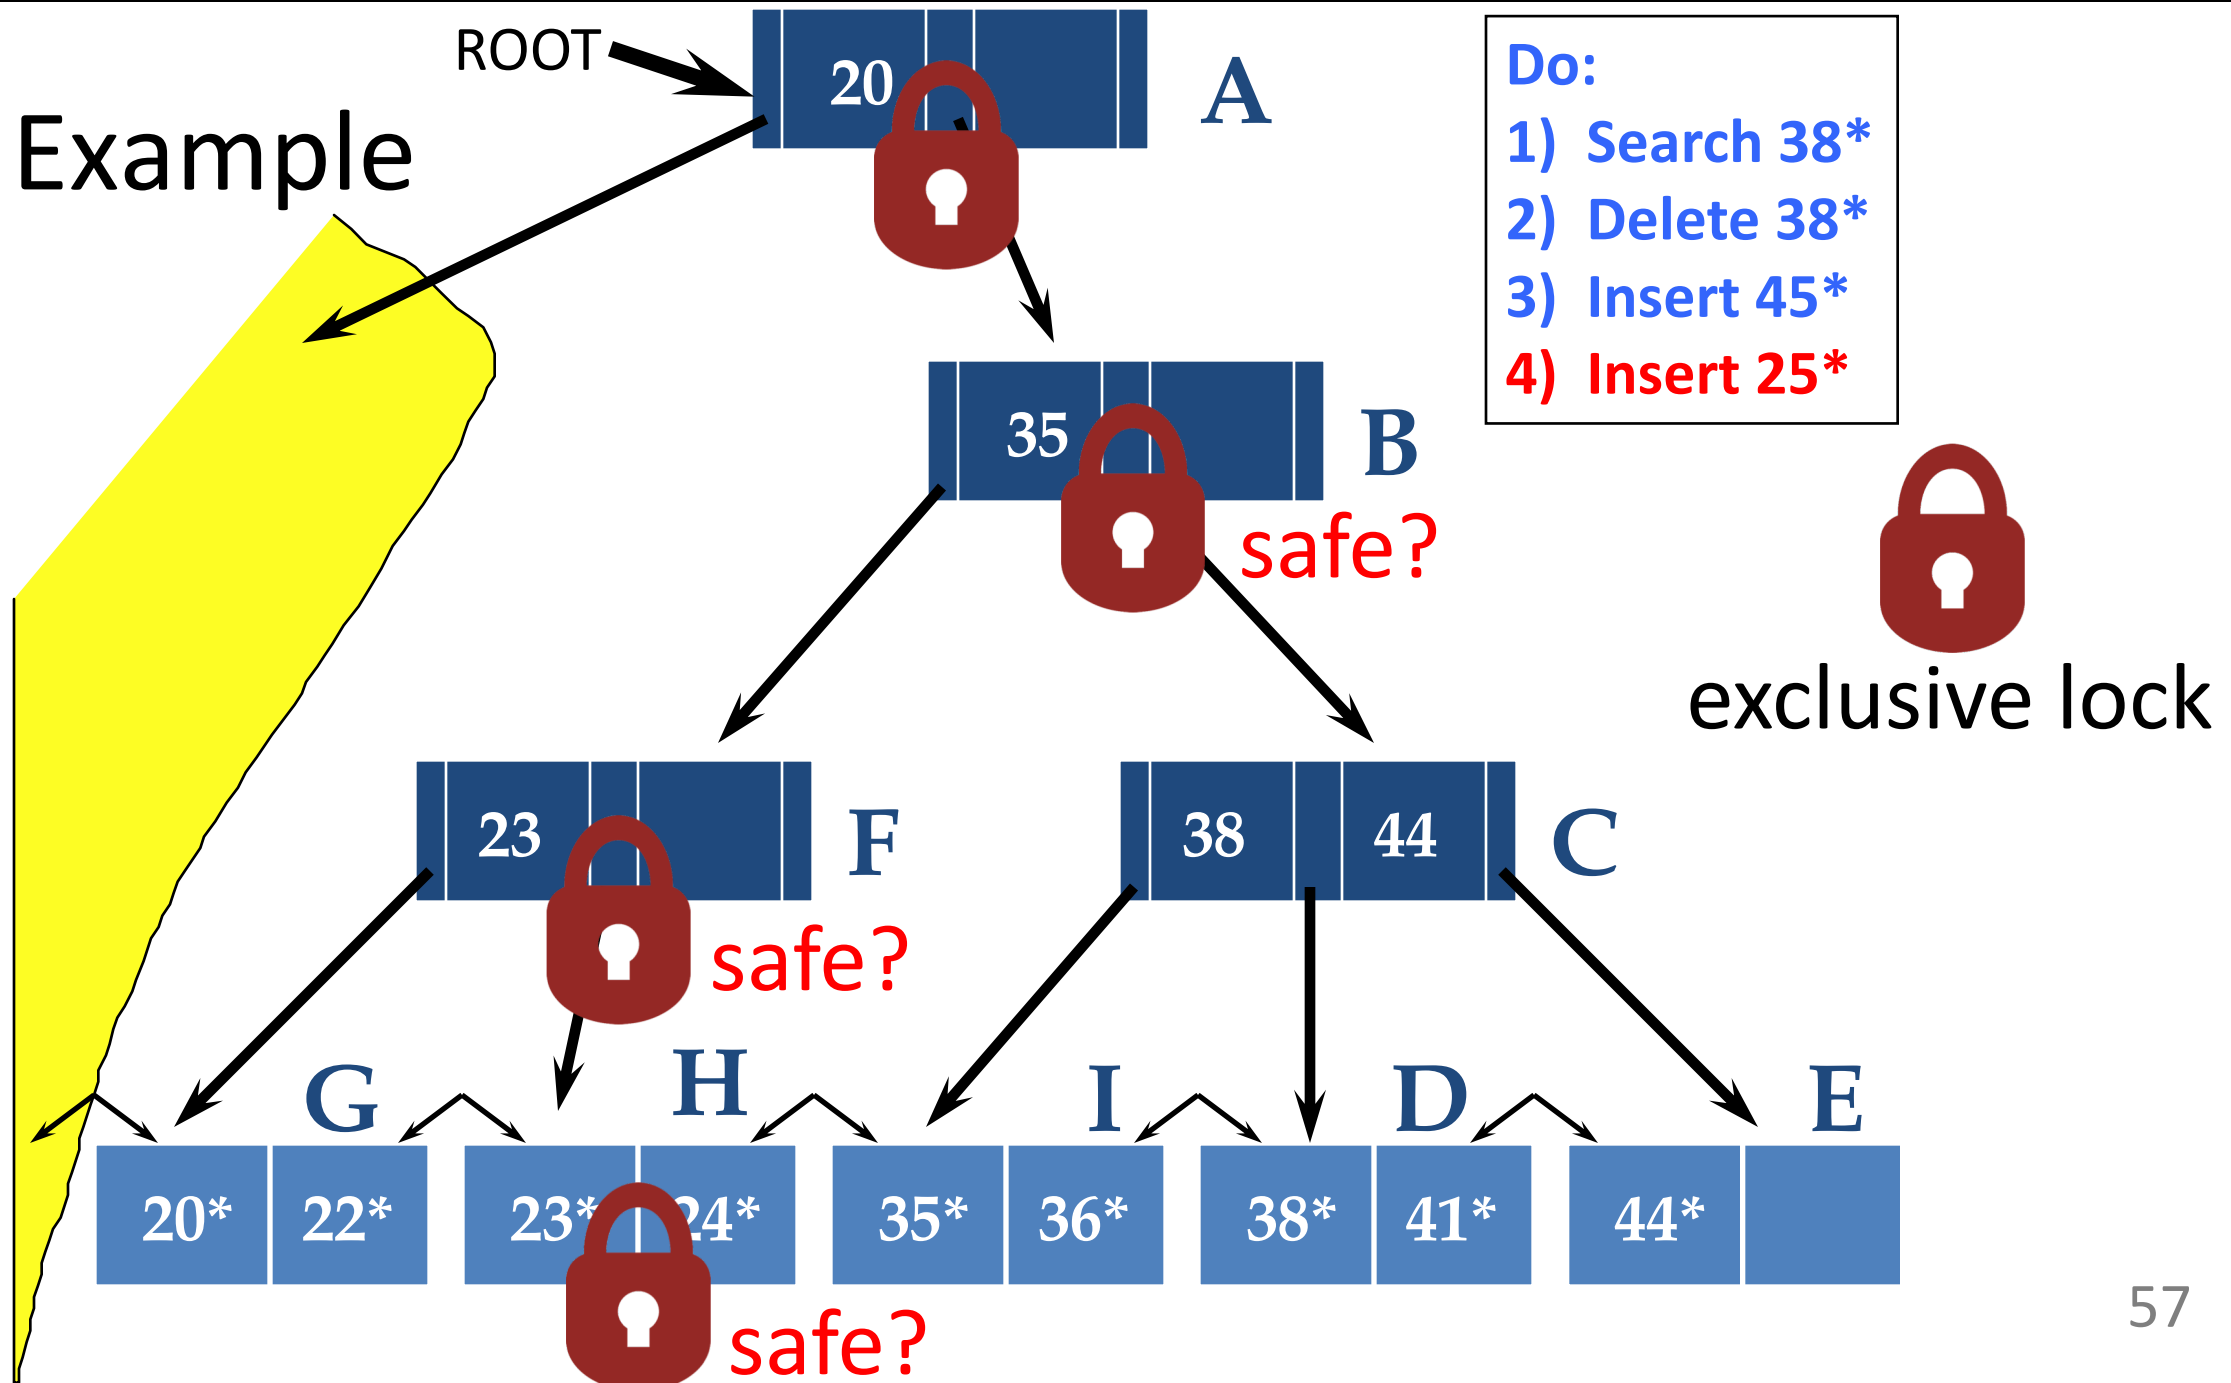 ROOT
20
A
Example
Do:
1) Search 38*
2) Delete 38*
3) Insert 45*
4) Insert 25*
35
B
safe?
exclusive lock
23
F
38
44
C
safe?
G
H
I
D
E
20*
22*
23*
24*
35*
36*
38*
41*
44*
safe?
57